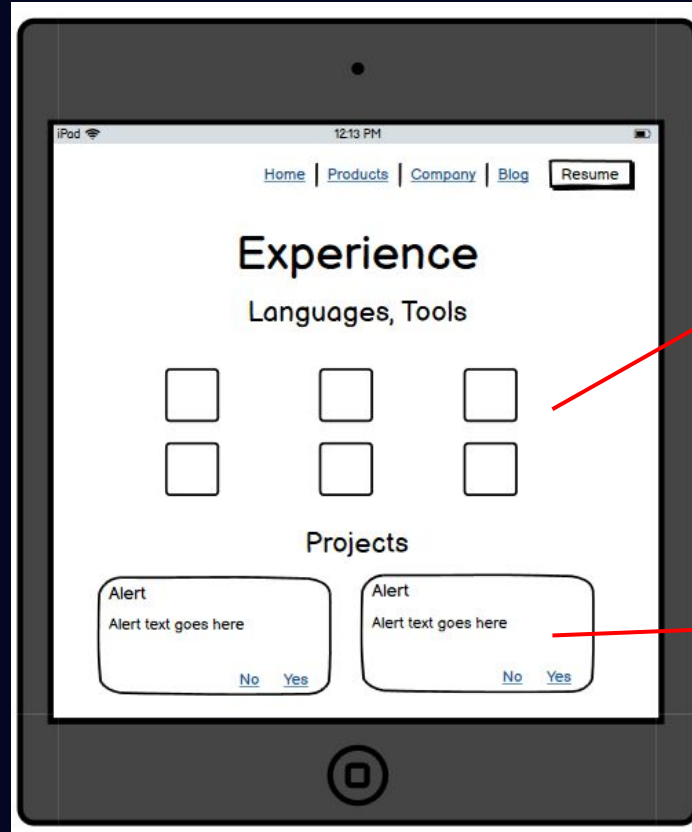 iPad 12:13 PM
Home Products Company Blog Resume
Experience
Languages, Tools
Projects
Alert Alert
Alert text goes here Alert text goes here
No Yes No Yes